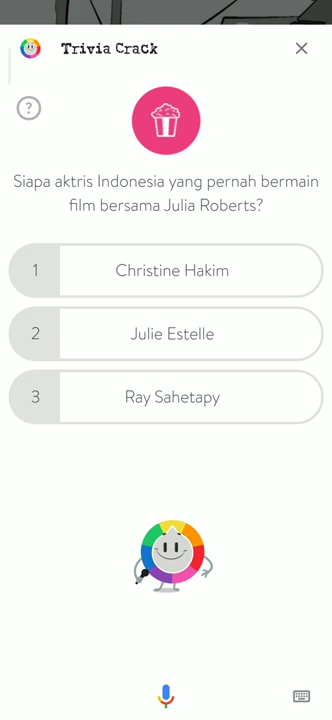 Trivia Crack
?
Siapa aktris Indonesia yang pernah bermain
film bersama Julia Roberts?
1 Christine Hakim
2 Julie Estelle
3 Ray Sahetapy